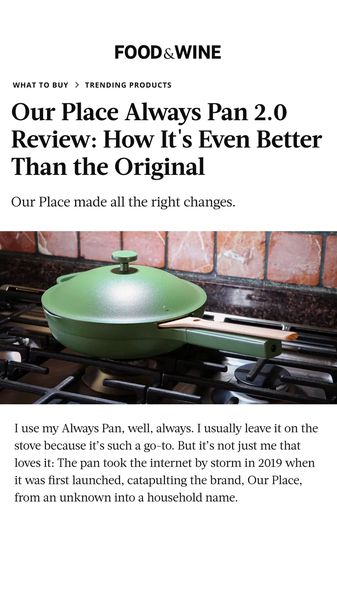 FOOD&WINE
WHAT TO BUY > TRENDING PRODUCTS
Our Place Always Pan 2.0
Review: How It's Even Better
Than the Original
Our Place made all the right changes.
I use my Always Pan, well, always. I usually leave it on the
stove because it’s such a go-to. But it’s not just me that
loves it: The pan took the internet by storm in 2019 when
it was first launched, catapulting the brand, Our Place,
from an unknown into a household name.